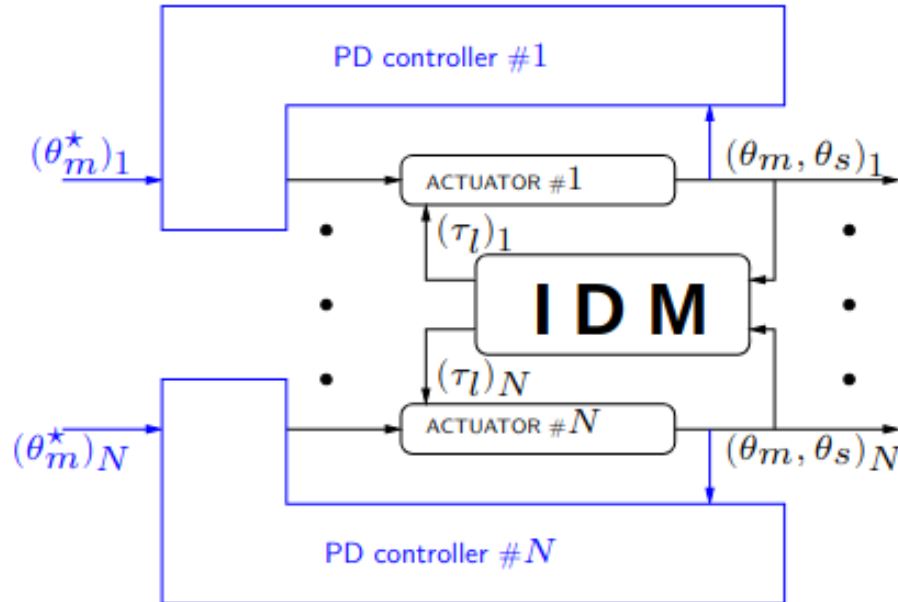 PD controller #1
(θ*m)1
(θm, θs)1
ACTUATOR #1
(τl)1
I D M
(τl)N
ACTUATOR #N
(θ*m)N
(θm, θs)N
PD controller #N